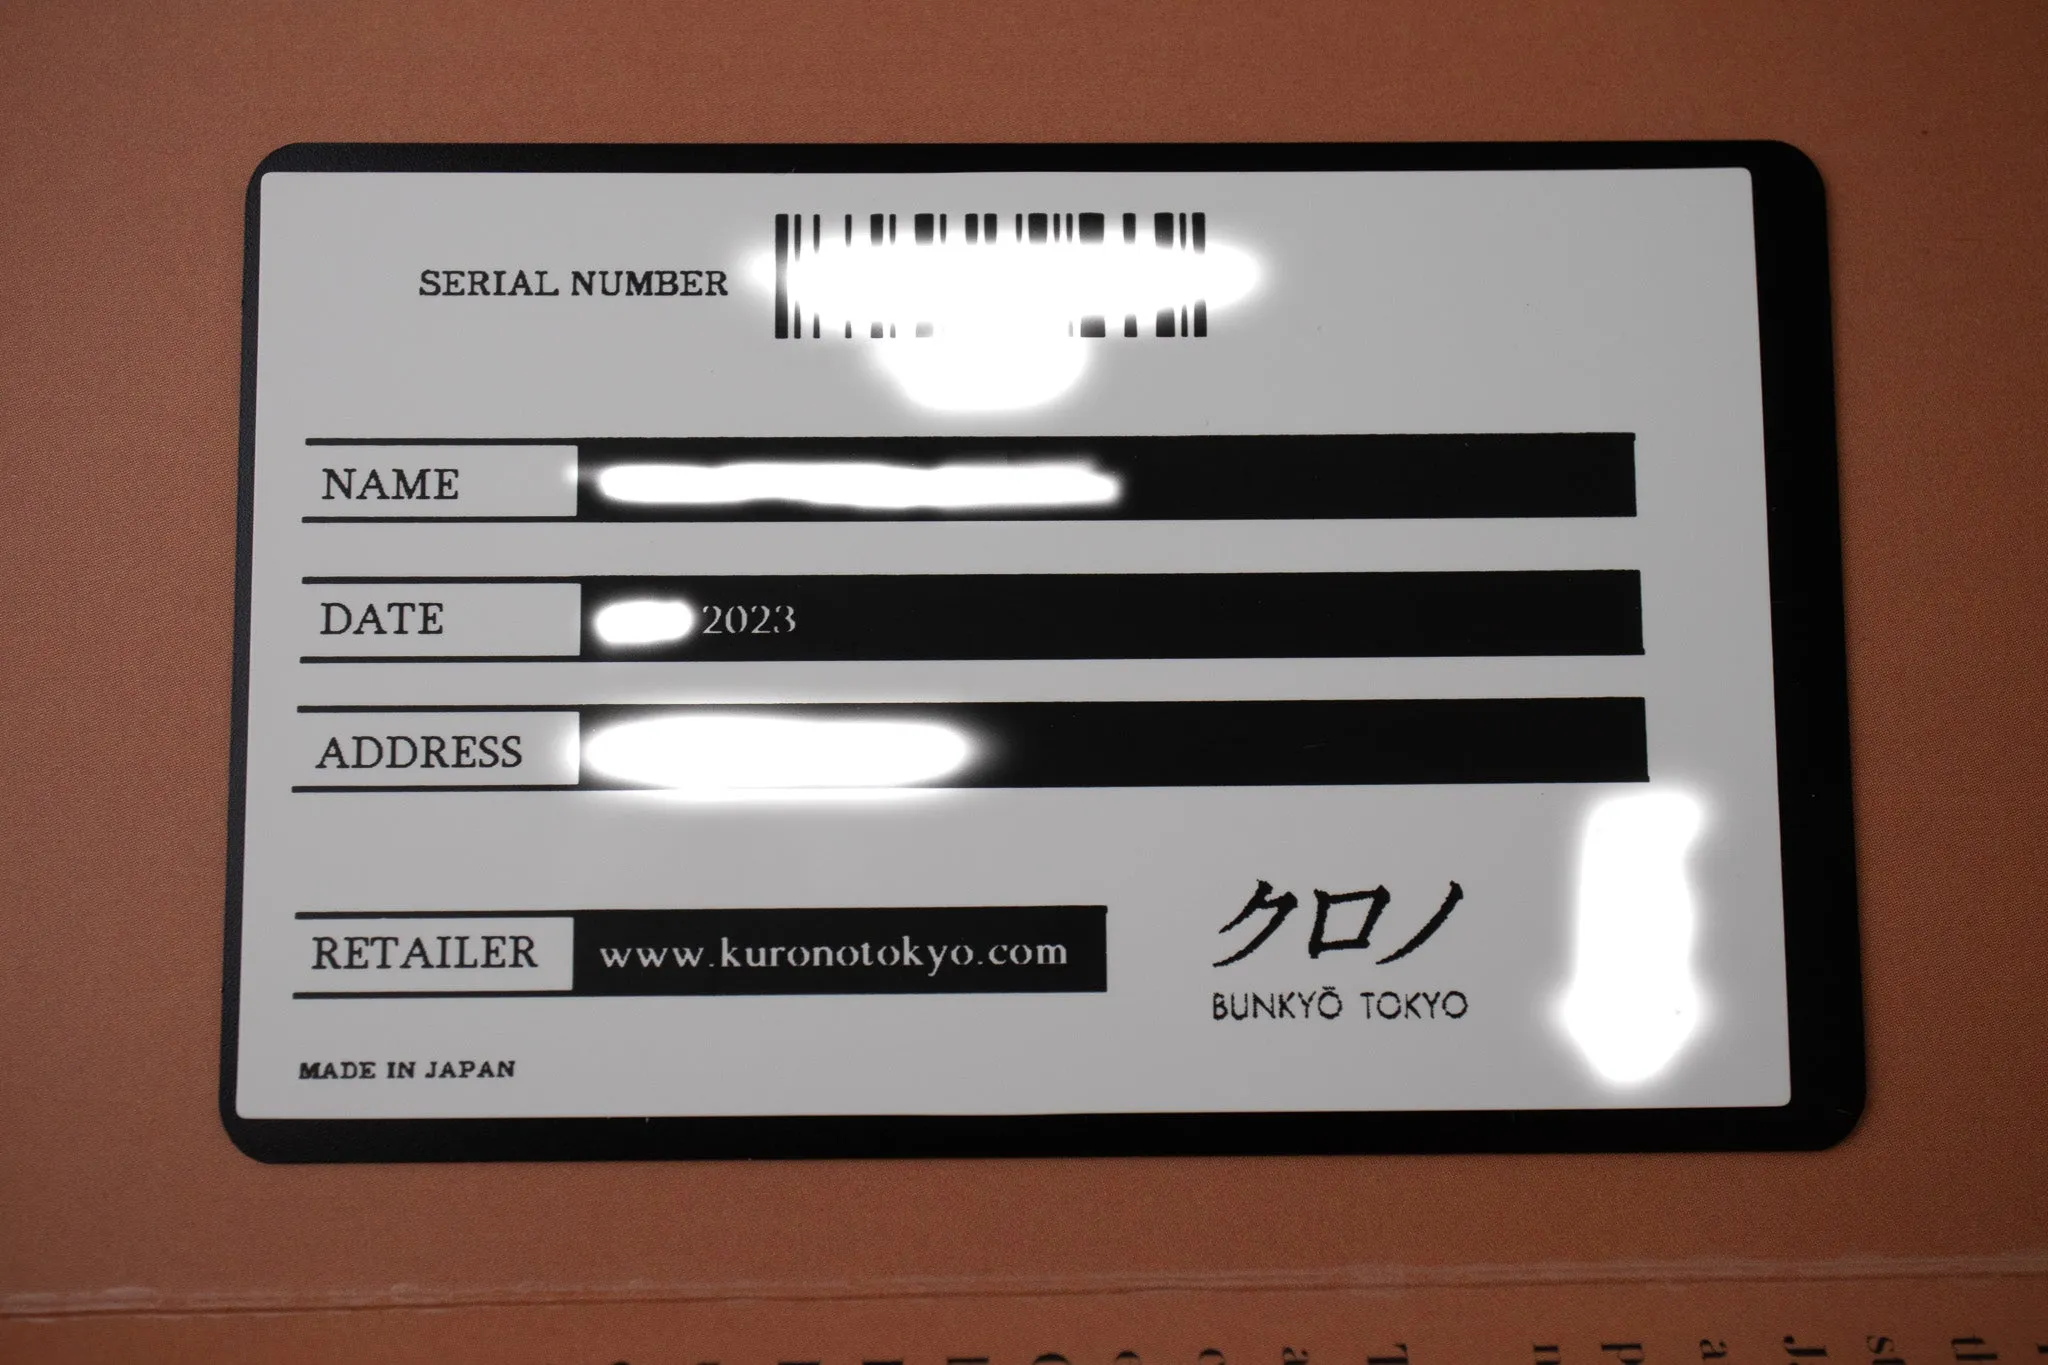 SERIAL NUMBER
NAME
DATE 2023
ADDRESS
RETAILER www.kuronotokyo.com
クロノ
BUNKYŌ TOKYO
MADE IN JAPAN